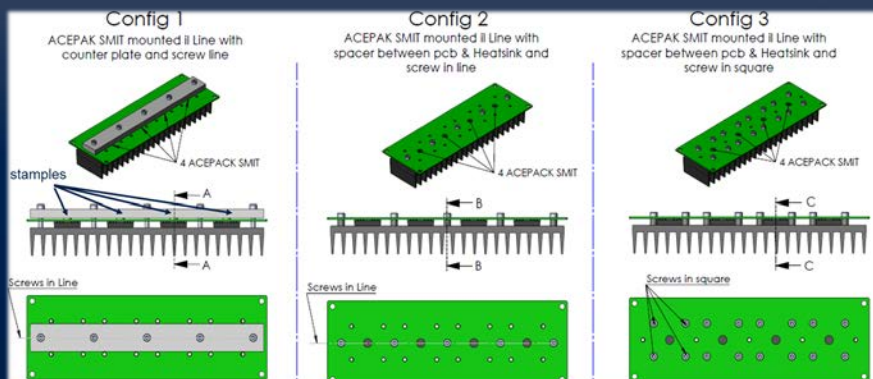 Config 1
ACEPAK SMIT mounted il Line with
counter plate and screw line
4 ACEPACK SMIT
stamples
A
A
Screws in Line
Config 2
ACEPAK SMIT mounted il Line with
spacer between pcb & Heatsink and
screw in line
4 ACEPACK SMIT
B
B
Screws in Line
Config 3
ACEPAK SMIT mounted il Line with
spacer between pcb & Heatsink and
screw in square
4 ACEPACK SMIT
C
C
Screws in square